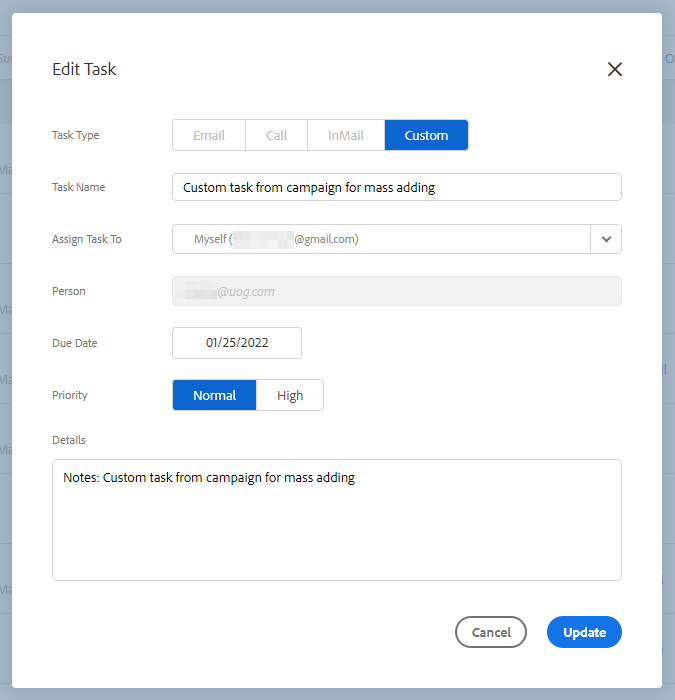 Edit Task
Task Type Email Call InMail Custom
Task Name Custom task from campaign for mass adding
Assign Task To Myself ( @gmail.com)
Person @uog.com
Due Date 01/25/2022
Priority Normal High
Details
Notes: Custom task from campaign for mass adding
Cancel Update